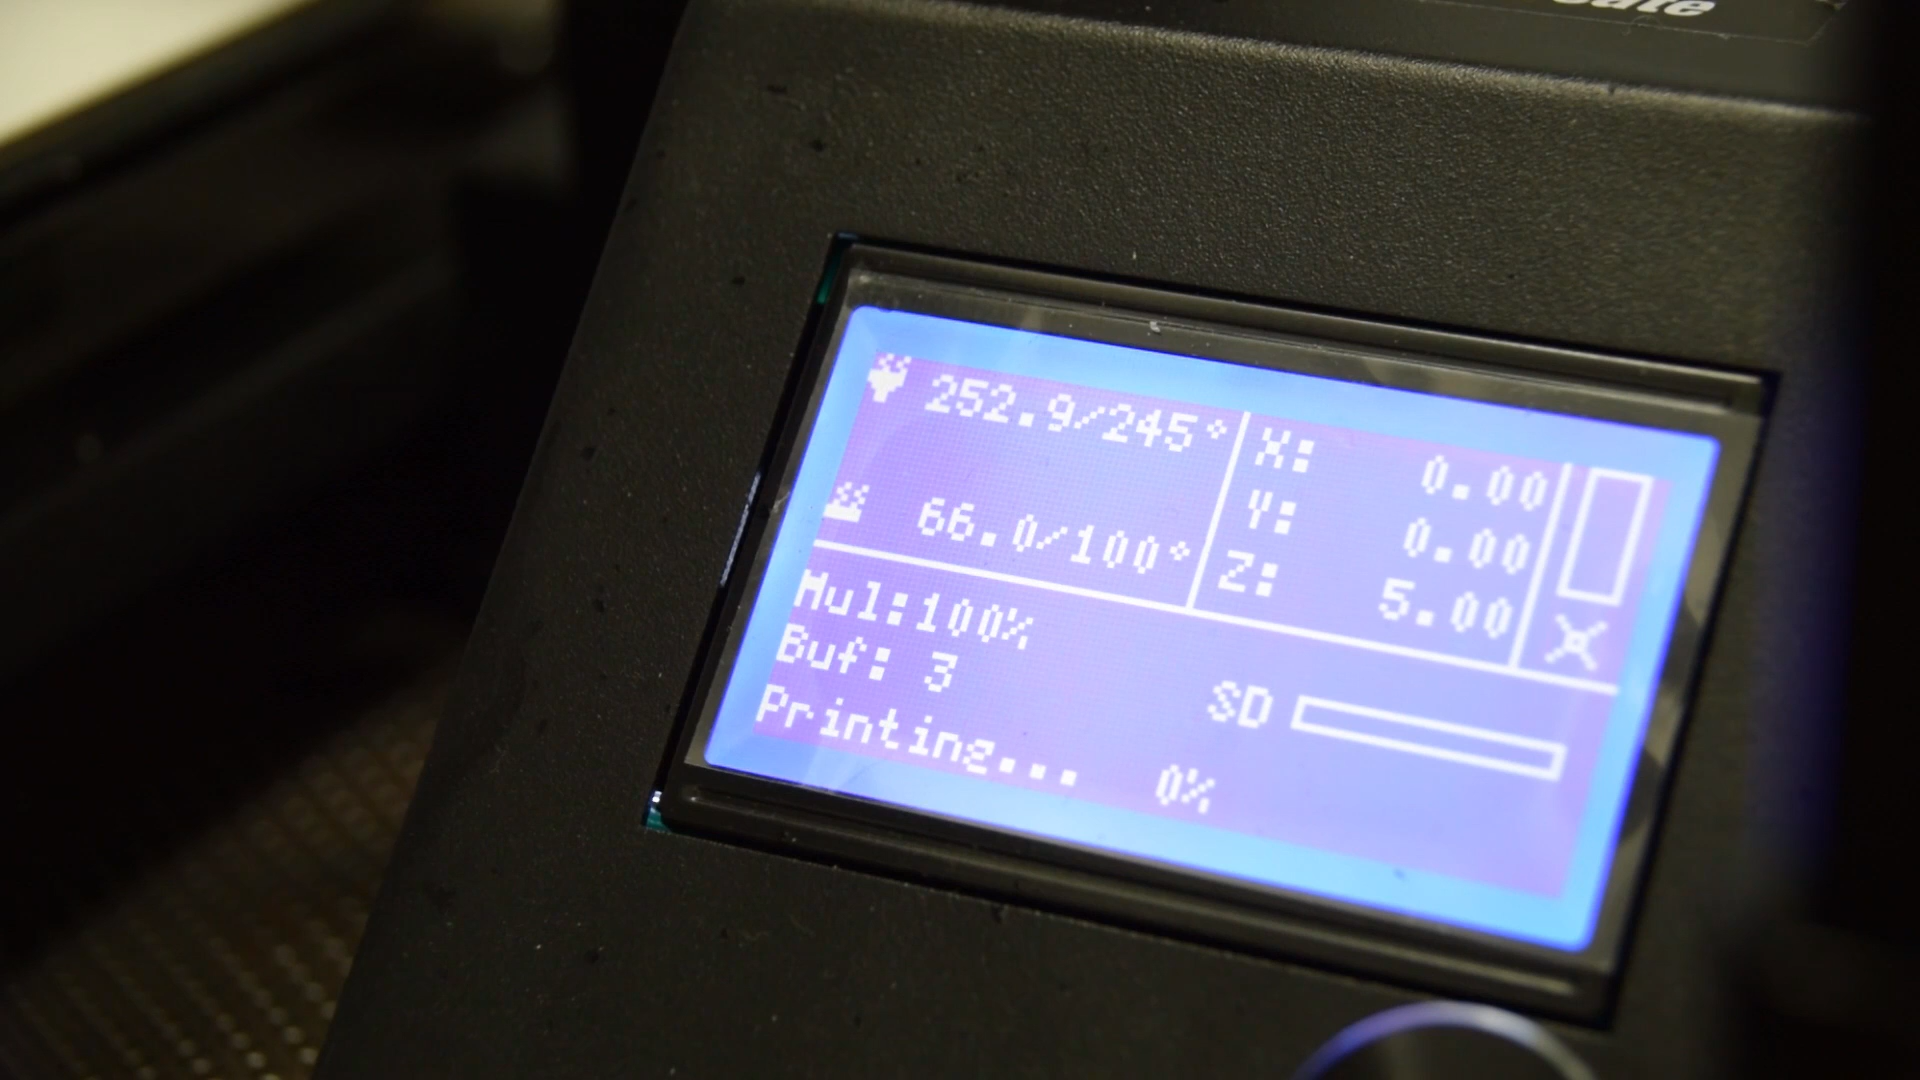 252.9/245°
66.0/100°
X: 0.00
Y: 0.00
Z: 5.00
Mul:100%
Buf: 3
SD
Printing... 0%